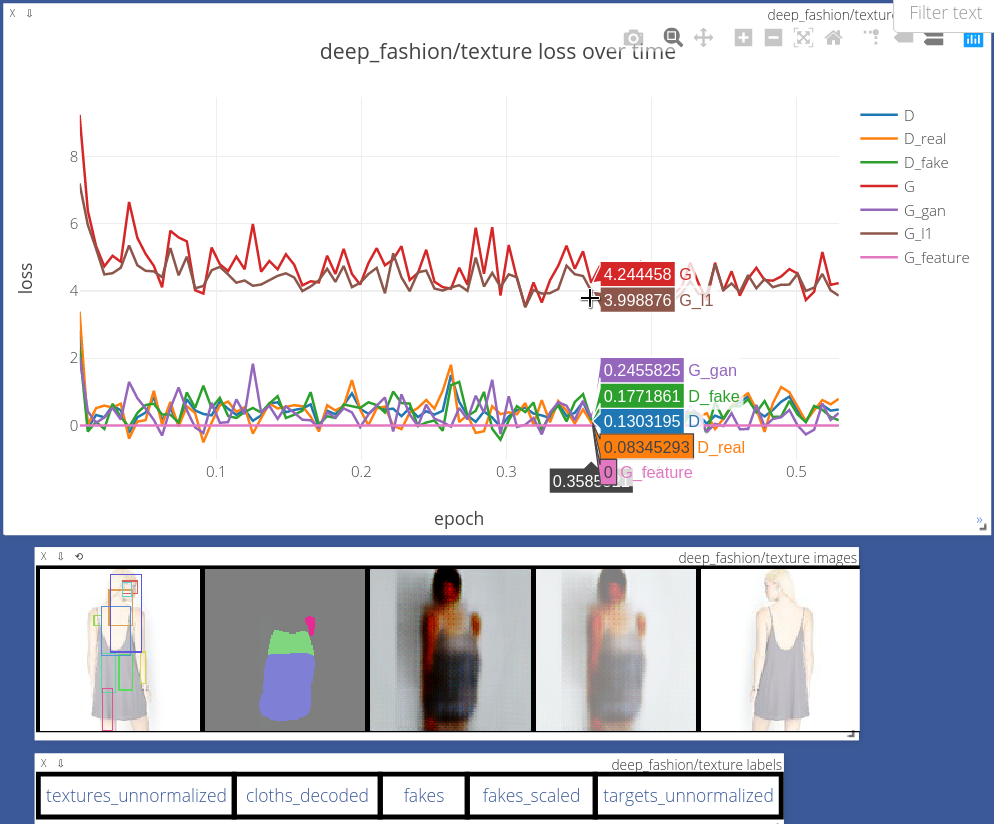 X ⇩ deep_fashion/texture
Filter text
deep_fashion/texture loss over time
loss
8
6
4
2
0
0.1
0.2
0.3
0.5
epoch
D
D_real
D_fake
G
G_gan
G_l1
G_feature
4.244458 G
3.998876 G_l1
0.2455825 G_gan
0.1771861 D_fake
0.1303195 D
0.08345293 D_real
0 G_feature
X ⇩ ⟲ deep_fashion/texture images
X ⇩ deep_fashion/texture labels
textures_unnormalized cloths_decoded fakes fakes_scaled targets_unnormalized